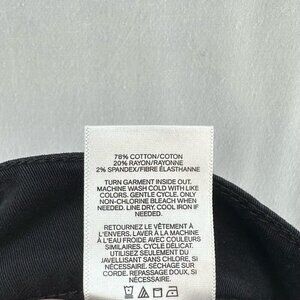 78% COTTON/COTON
20% RAYON/RAYONNE
2% SPANDEX/FIBRE ÉLASTHANNE
TURN GARMENT INSIDE OUT.
MACHINE WASH COLD WITH LIKE
COLORS. GENTLE CYCLE. ONLY
NON-CHLORINE BLEACH WHEN
NEEDED. LINE DRY. COOL IRON IF
NEEDED.
RETOURNEZ LE VÊTEMENT À
L'ENVERS. LAVER À LA MACHINE
À L'EAU FROIDE AVEC COULEURS
SIMILAIRES. CYCLE DÉLICAT.
UTILISEZ SEULEMENT DU
JAVELLISANT SANS CHLORE, SI
NÉCESSAIRE. SÉCHAGE SUR
CORDE. REPASSAGE DOUX, SI
NÉCESSAIRE.